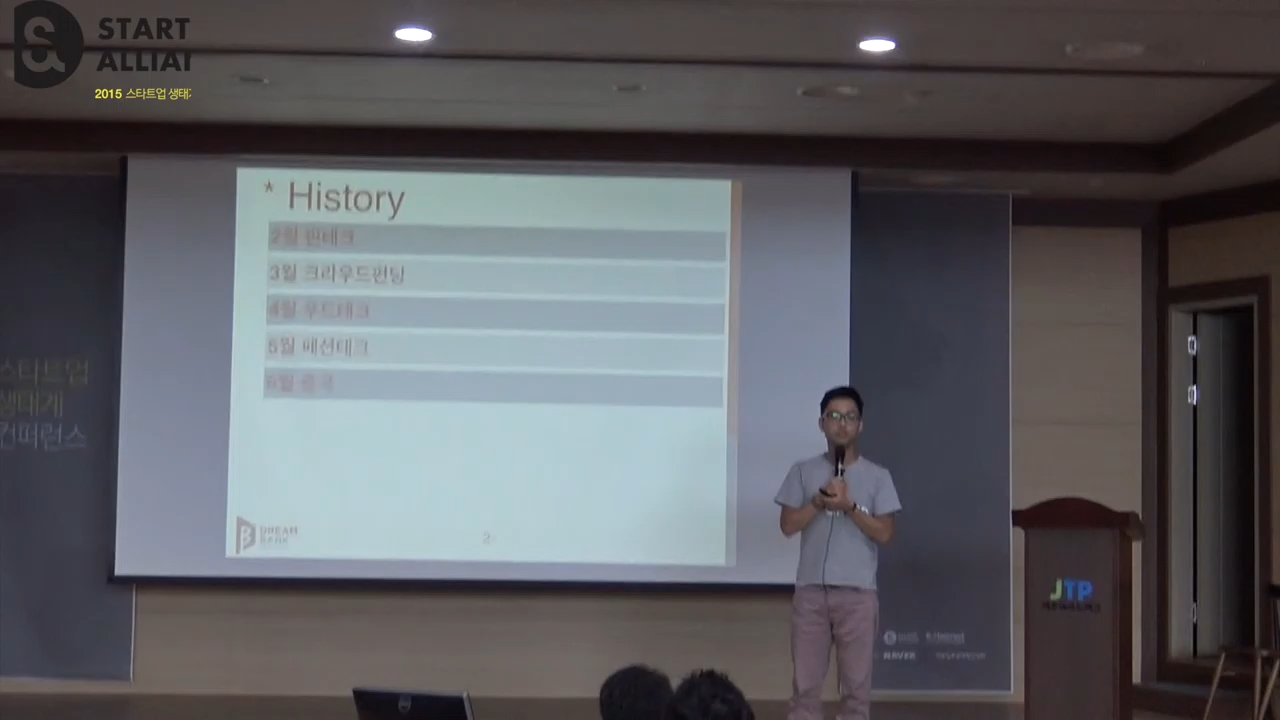 START
ALLIAI
2015 스타트업 생태:
* History
2월 핀테크
3월 크라우드펀딩
4월 푸드테크
5월 패션테크
6월 중국
스타트업
생태계
컨퍼런스
DREAM
BANK
2
JTP
NAVER